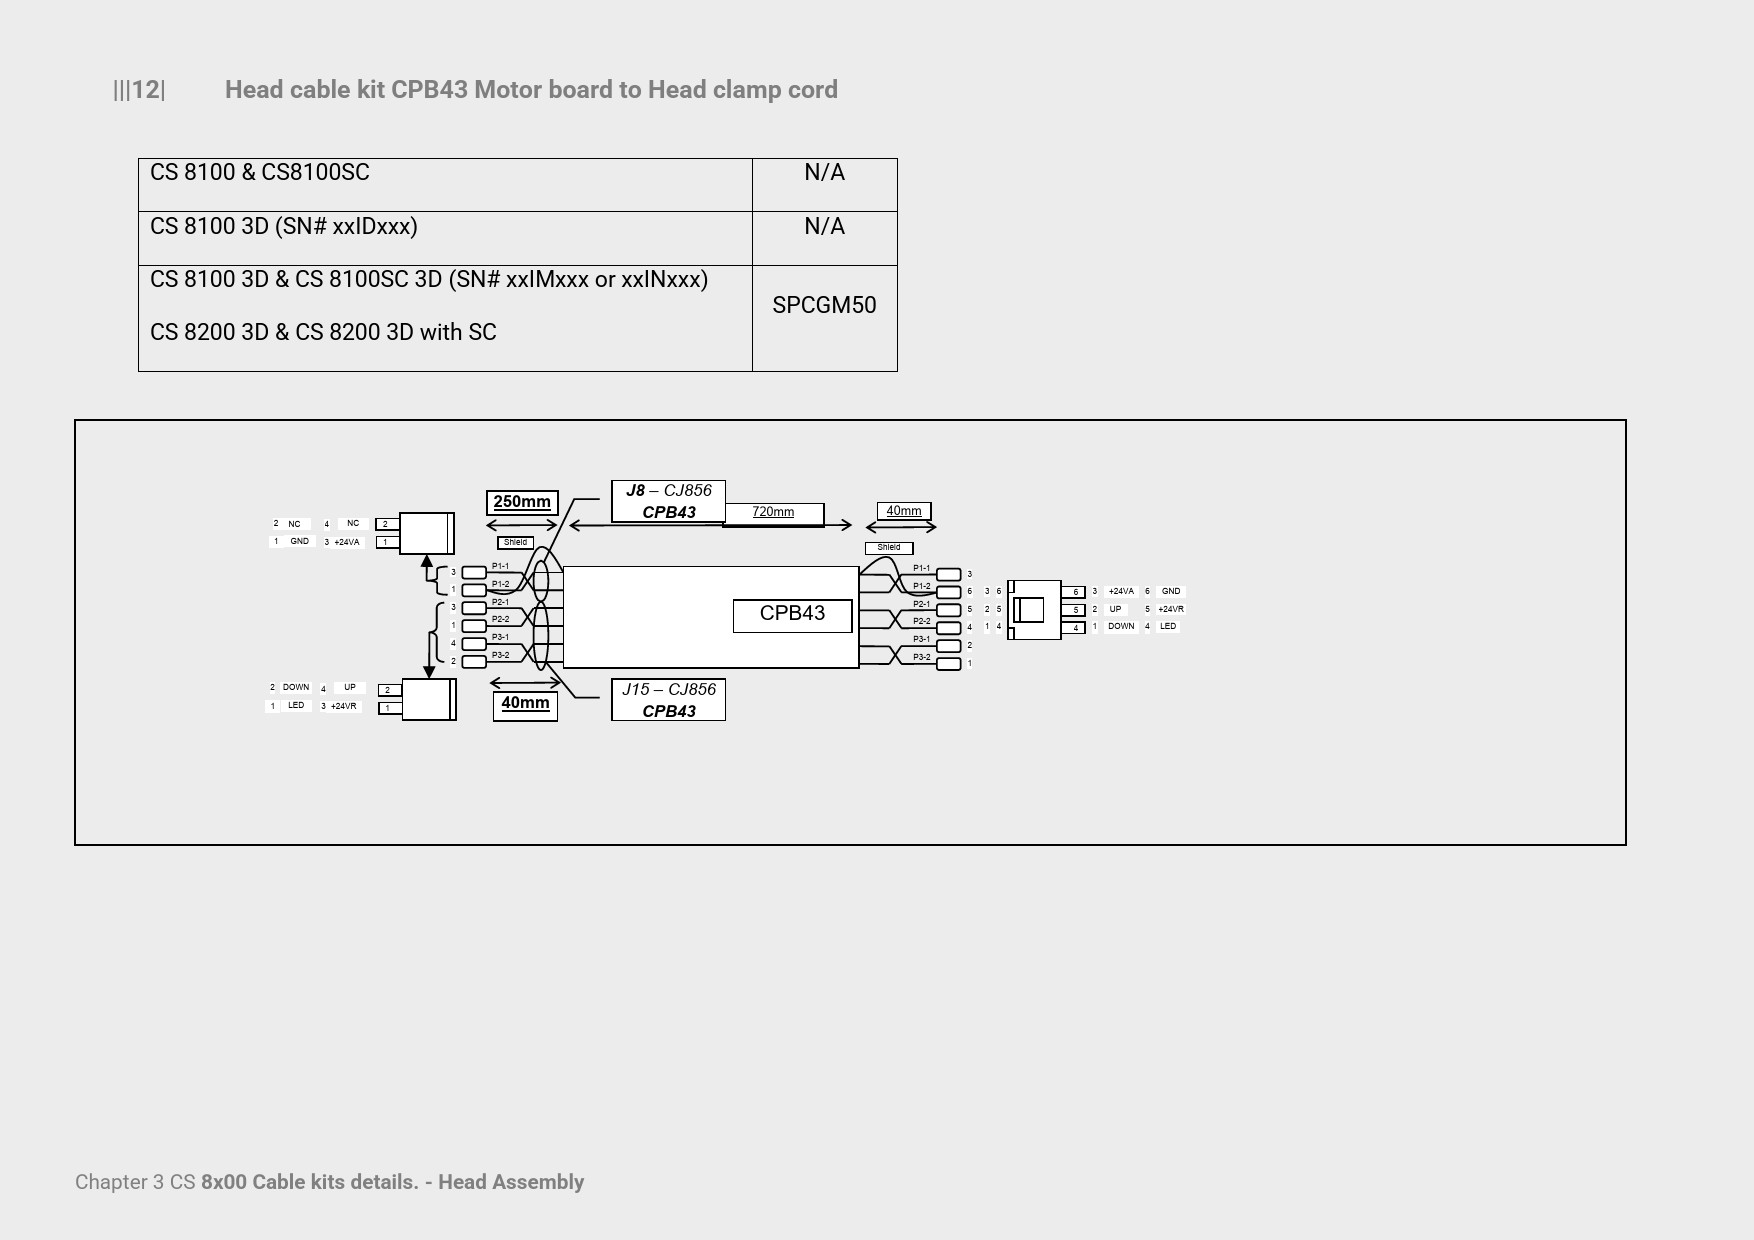 |||12| Head cable kit CPB43 Motor board to Head clamp cord
CS 8100 & CS8100SC N/A
CS 8100 3D (SN# xxIDxxx) N/A
CS 8100 3D & CS 8100SC 3D (SN# xxIMxxx or xxINxxx)
SPCGM50
CS 8200 3D & CS 8200 3D with SC
J8 – CJ856
CPB43
250mm
720mm
40mm
2 NC 4 NC 2
1 GND 3 +24VA 1
Shield
Shield
3 P1-1
1 P1-2
3 P2-1
1 P2-2
4 P3-1
2 P3-2
CPB43
P1-1 3
P1-2 6
P2-1 5
P2-2 4
P3-1 2
P3-2 1
3 6 6 3 +24VA 6 GND
2 5 5 2 UP 5 +24VR
1 4 4 1 DOWN 4 LED
2 DOWN 4 UP 2
1 LED 3 +24VR 1
40mm
J15 – CJ856
CPB43
Chapter 3 CS 8x00 Cable kits details. - Head Assembly